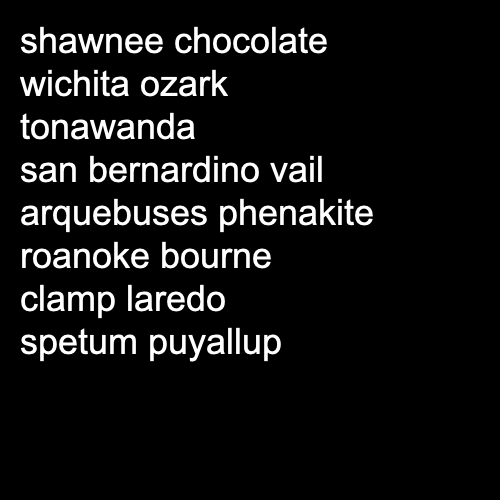 shawnee chocolate
wichita ozark
tonawanda
san bernardino vail
arquebuses phenakite
roanoke bourne
clamp laredo
spetum puyallup